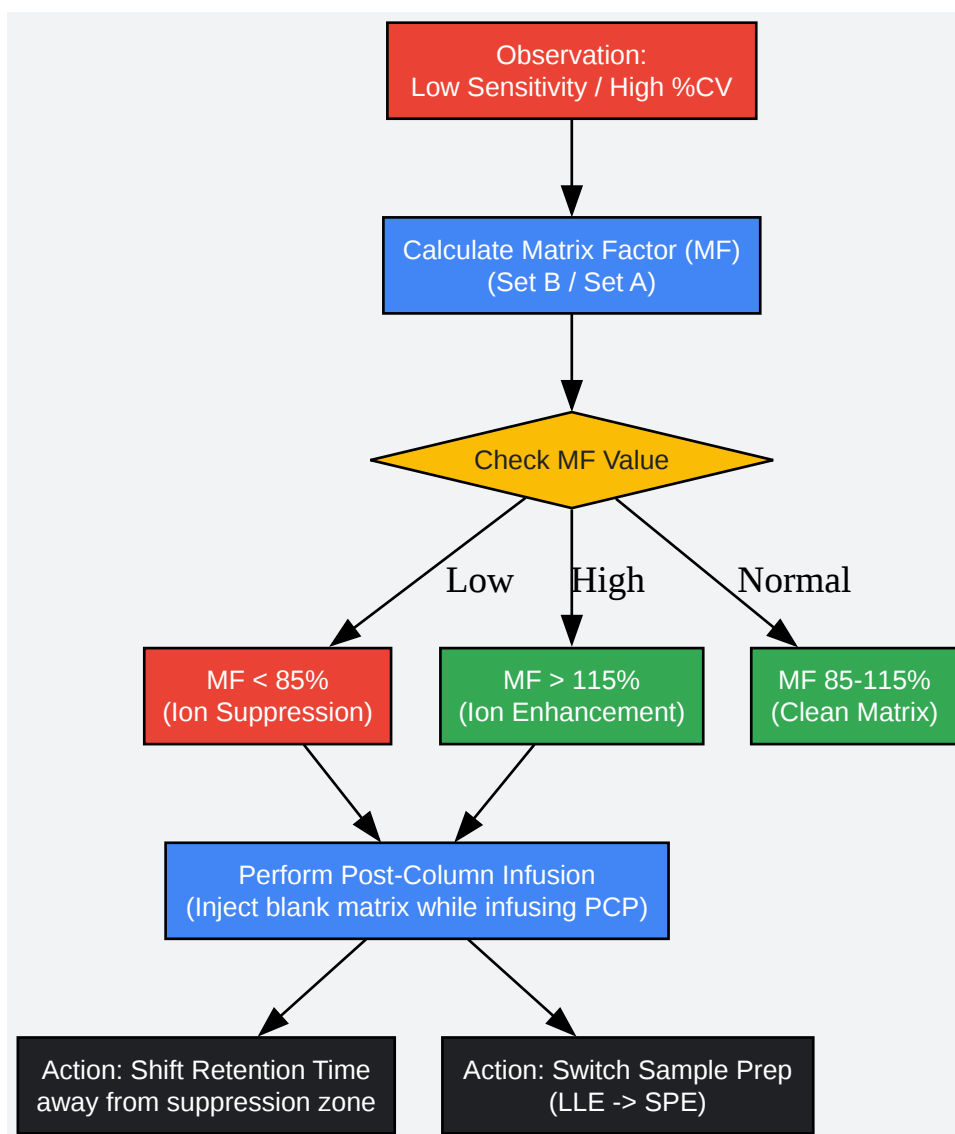 Observation:
Low Sensitivity / High %CV
Calculate Matrix Factor (MF)
(Set B / Set A)
Check MF Value
Low
High
Normal
MF < 85%
(Ion Suppression)
MF > 115%
(Ion Enhancement)
MF 85-115%
(Clean Matrix)
Perform Post-Column Infusion
(Inject blank matrix while infusing PCP)
Action: Shift Retention Time
away from suppression zone
Action: Switch Sample Prep
(LLE -> SPE)